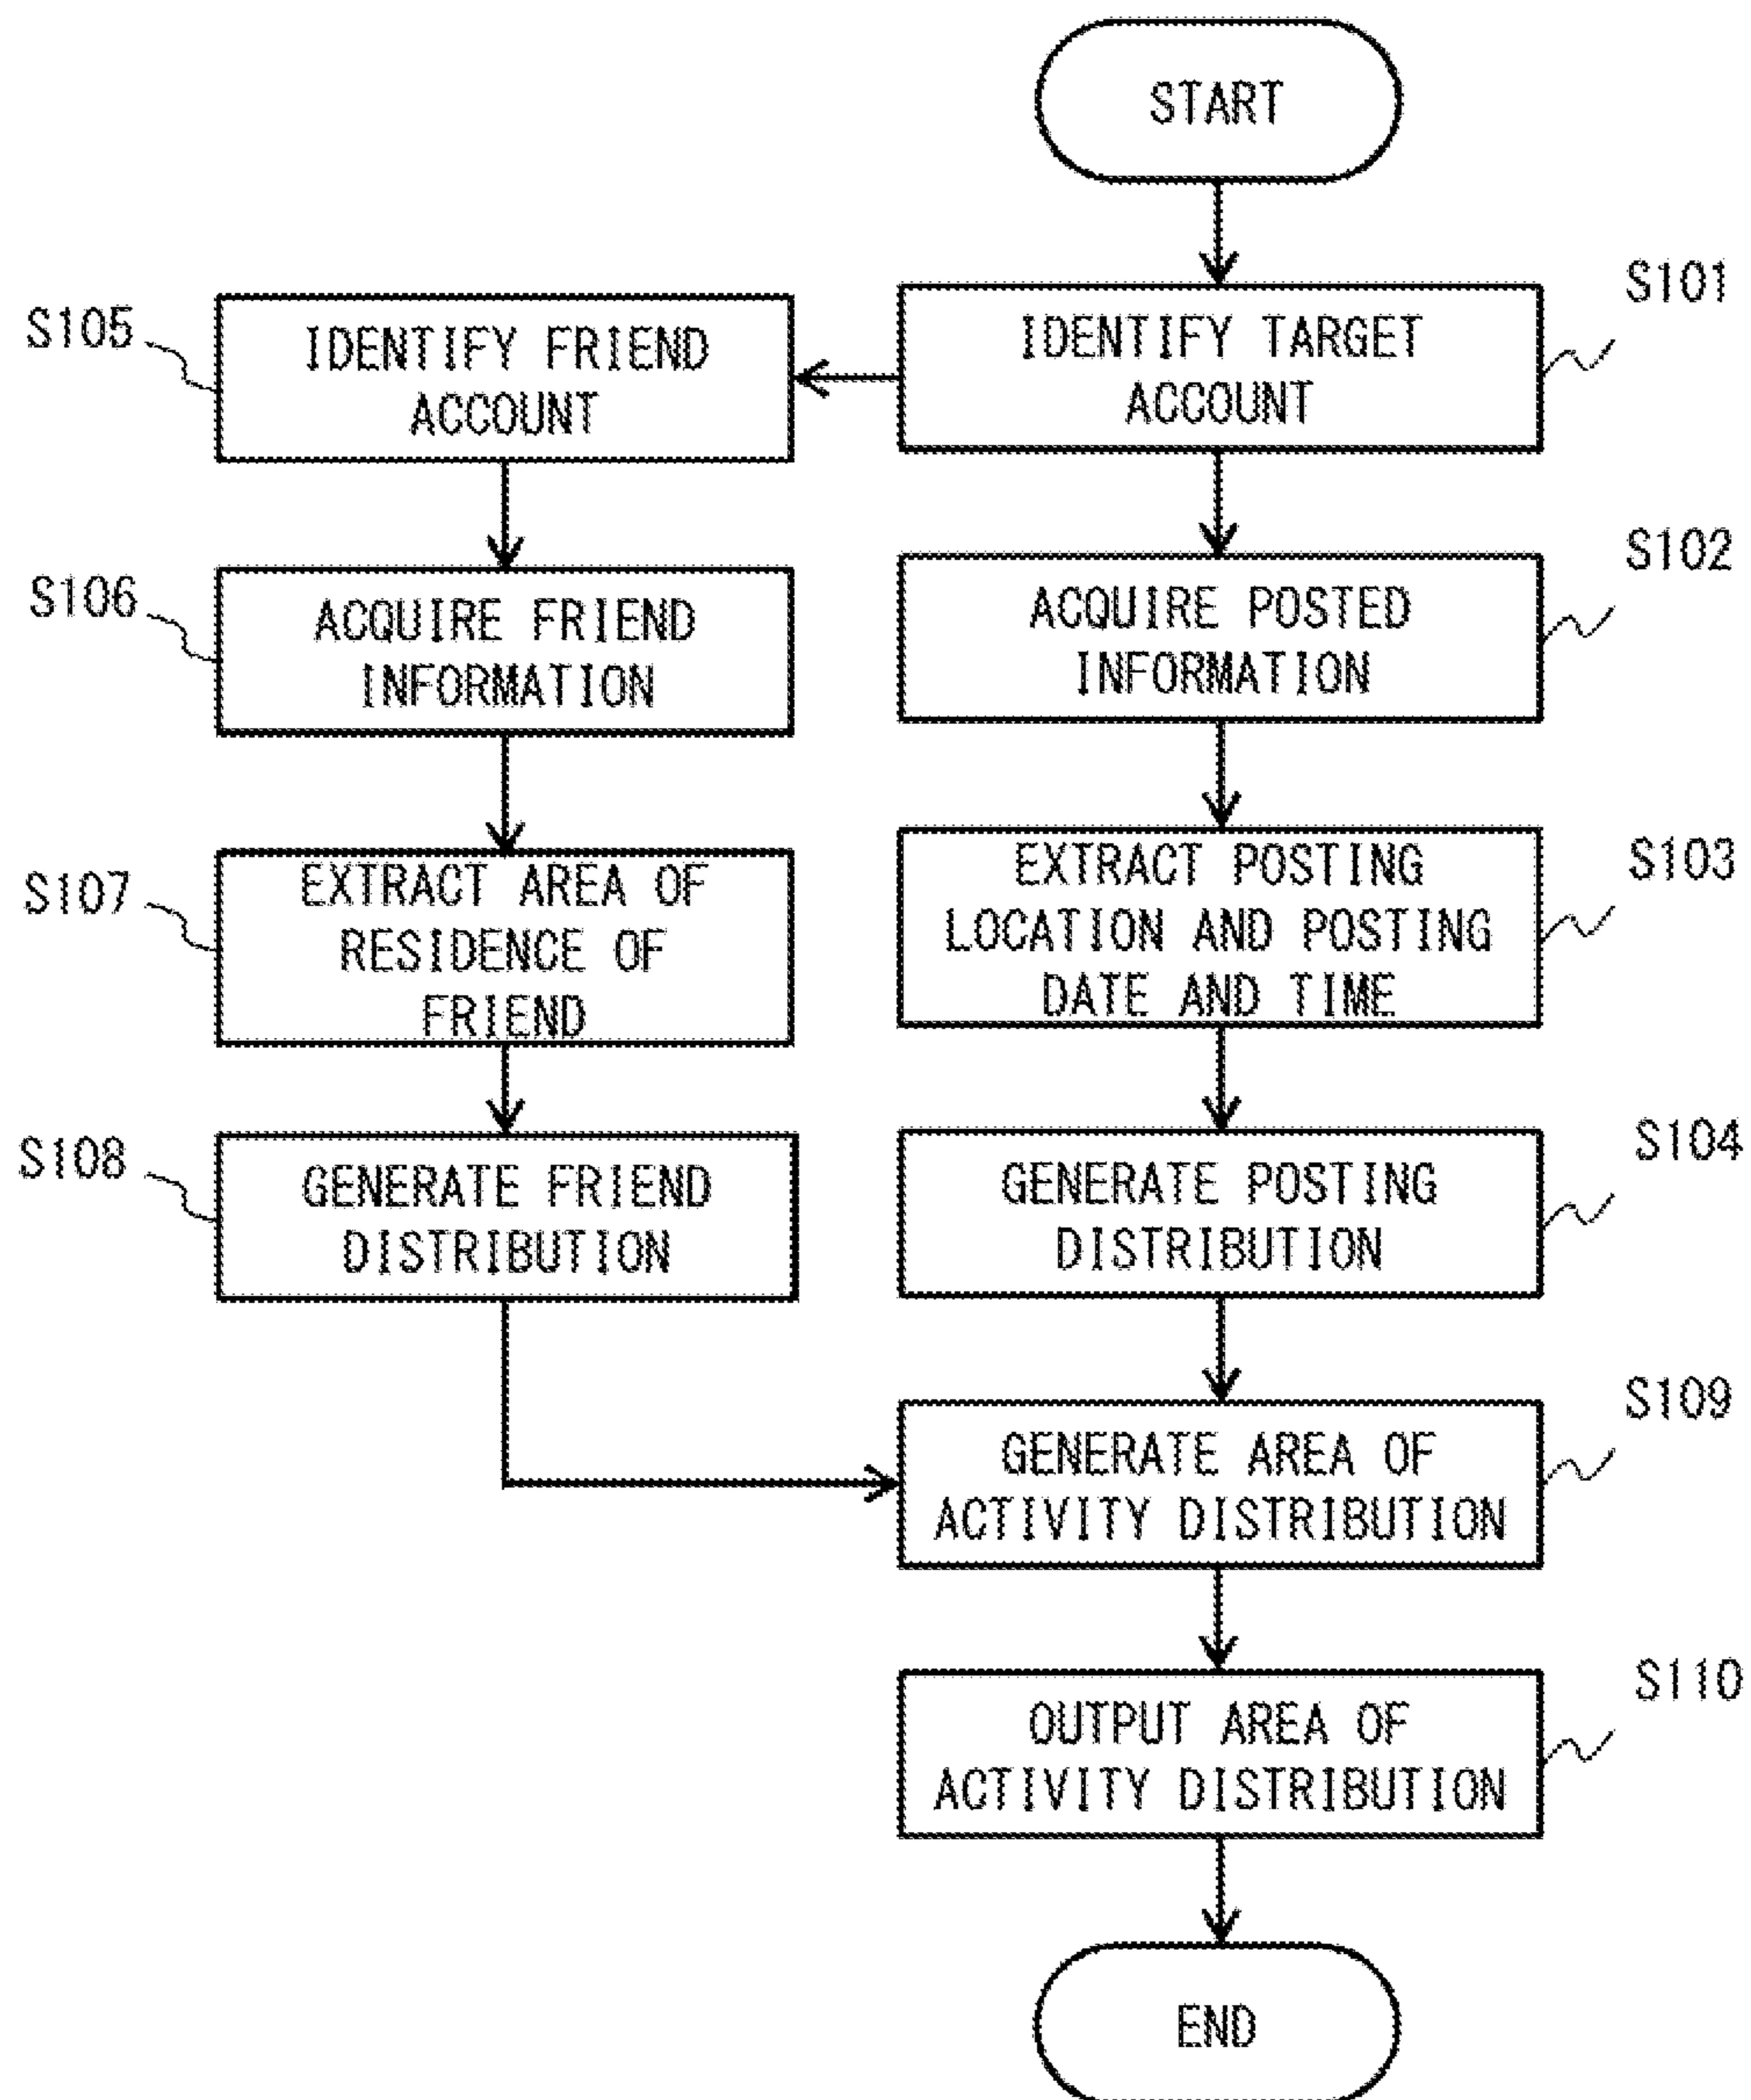 START
S101
IDENTIFY TARGET
ACCOUNT
S105
IDENTIFY FRIEND
ACCOUNT
S102
ACQUIRE POSTED
INFORMATION
S106
ACQUIRE FRIEND
INFORMATION
S103
EXTRACT POSTING
LOCATION AND POSTING
DATE AND TIME
S107
EXTRACT AREA OF
RESIDENCE OF
FRIEND
S104
GENERATE POSTING
DISTRIBUTION
S108
GENERATE FRIEND
DISTRIBUTION
S109
GENERATE AREA OF
ACTIVITY DISTRIBUTION
S110
OUTPUT AREA OF
ACTIVITY DISTRIBUTION
END